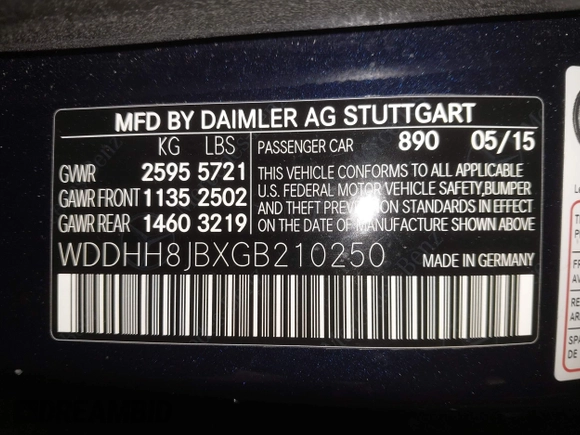 MFD BY DAIMLER AG STUTTGART
KG LBS
PASSENGER CAR 890 05/15
GVWR 2595 5721
GAWR FRONT 1135 2502
GAWR REAR 1460 3219
THIS VEHICLE CONFORMS TO ALL APPLICABLE
U.S. FEDERAL MOTOR VEHICLE SAFETY, BUMPER
AND THEFT PREVENTION STANDARDS IN EFFECT
ON THE DATE OF MANUFACTURE SHOWN ABOVE.
WDDHH8JBXGB210250 MADE IN GERMANY